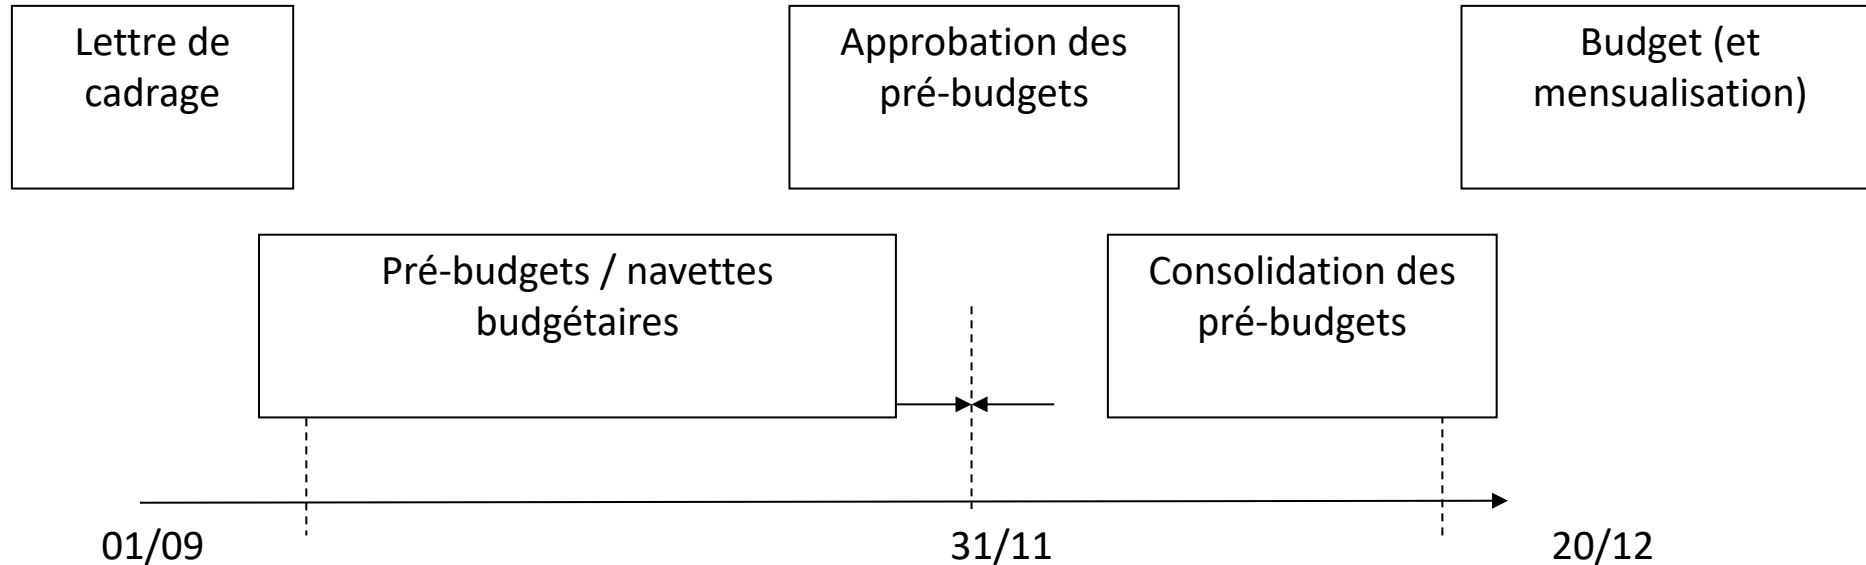 Lettre de
cadrage
Approbation des
pré-budgets
Budget (et
mensualisation)
Pré-budgets / navettes
budgétaires
Consolidation des
pré-budgets
01/09
31/11
20/12